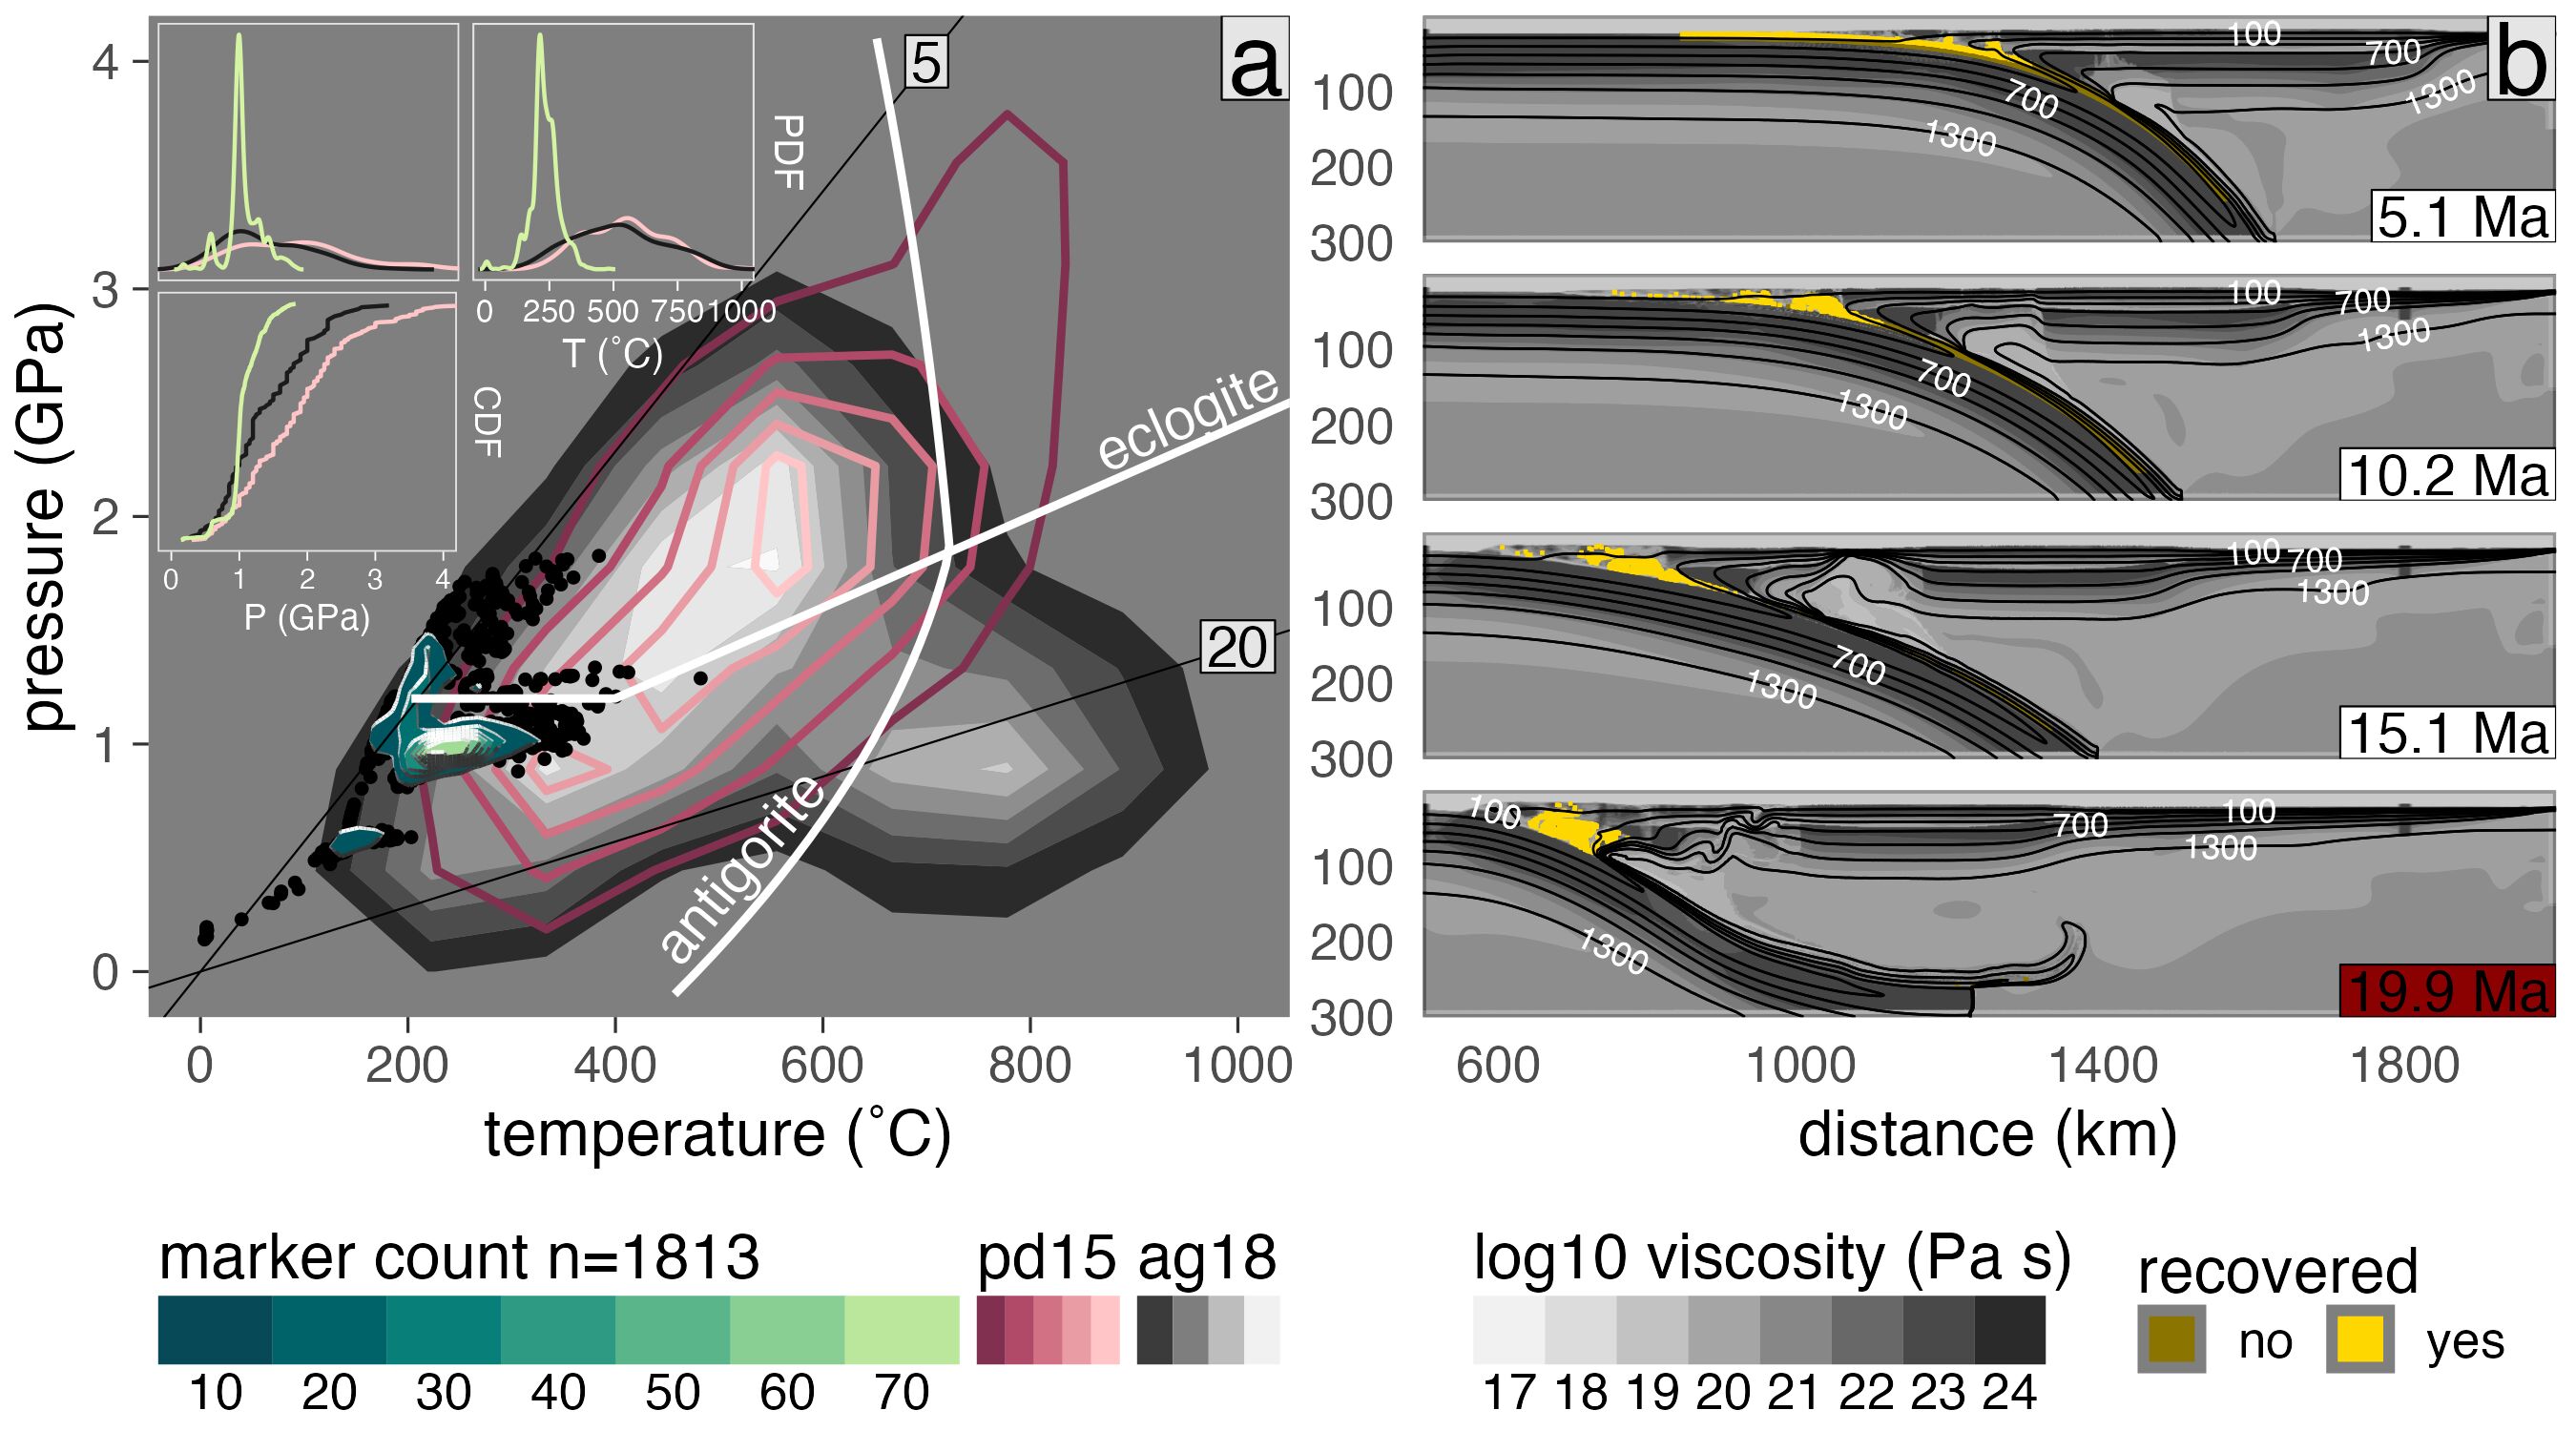 a
pressure (GPa)
4
3
2
1
0
0 200 400 600 800 1000
temperature (˚C)
PDF
0 250 500 750 1000
T (˚C)
CDF
0 1 2 3 4
P (GPa)
5
20
eclogite
antigorite
b
100
200
300
100
700
1300
700
1300
5.1 Ma
100
200
300
100
700
1300
700
1300
10.2 Ma
100
200
300
100
700
1300
700
1300
15.1 Ma
100
200
300
100
100
700
1300
1300
19.9 Ma
600 1000 1400 1800
distance (km)
marker count n=1813
10 20 30 40 50 60 70
pd15 ag18
log10 viscosity (Pa s)
17 18 19 20 21 22 23 24
recovered
no yes